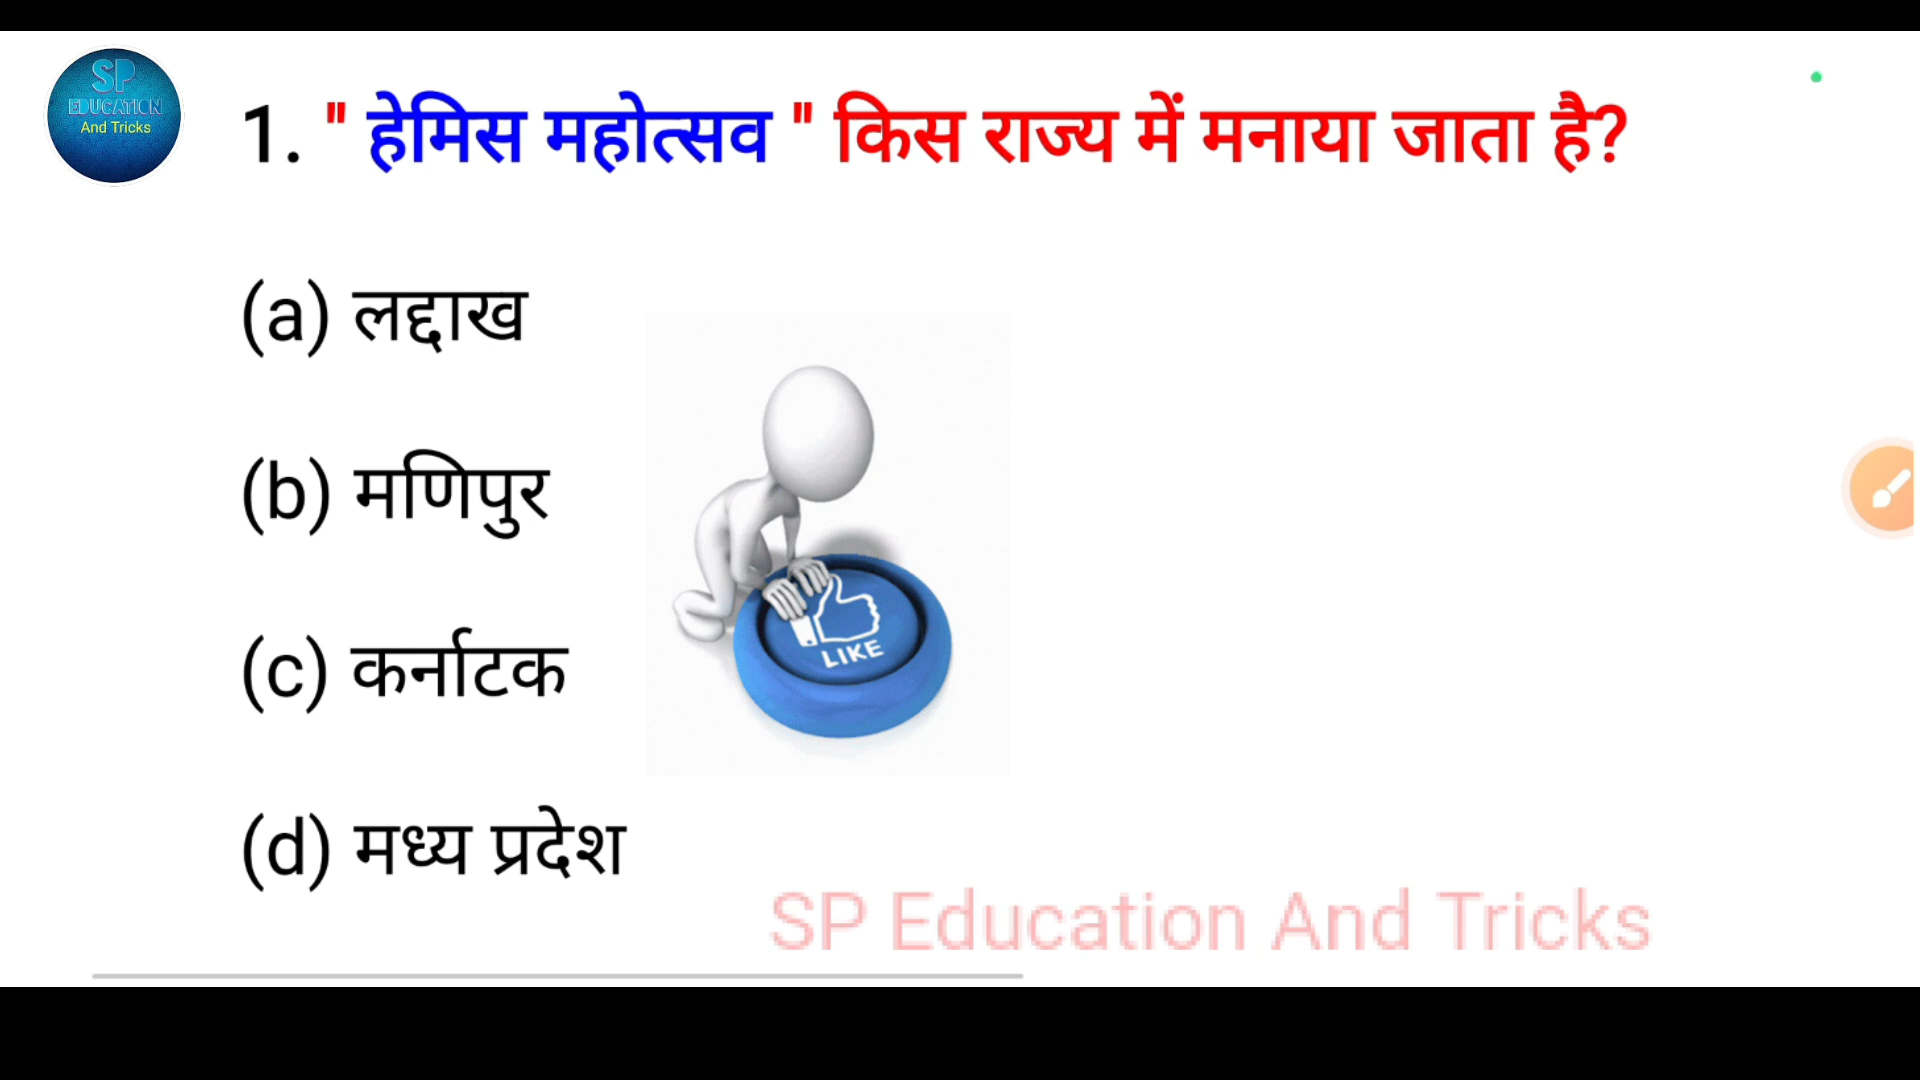 SP
EDUCATION
And Tricks
1. " हेमिस महोत्सव " किस राज्य में मनाया जाता है?
(a) लद्दाख
(b) मणिपुर
(c) कर्नाटक
(d) मध्य प्रदेश
LIKE
SP Education And Tricks